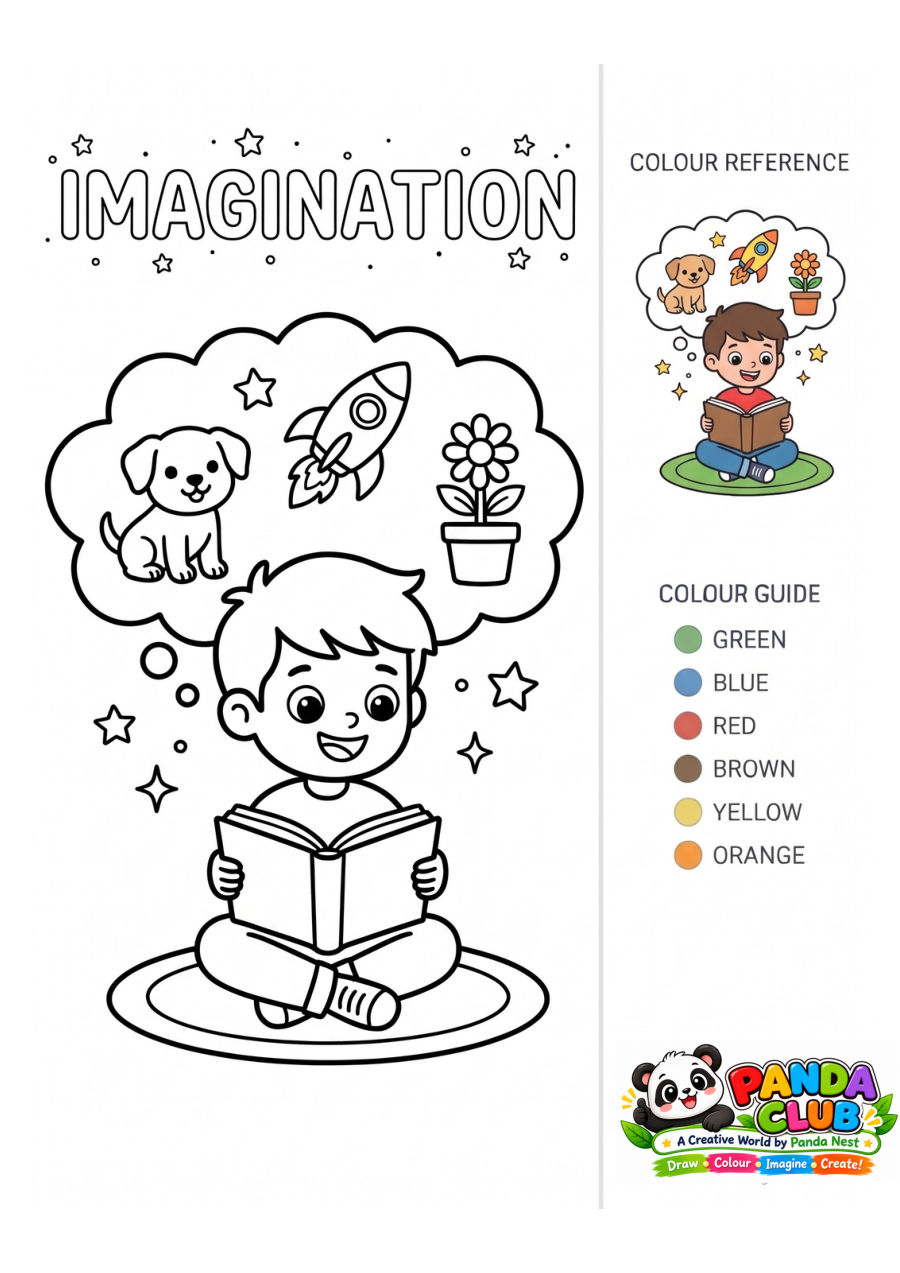 IMAGINATION
COLOUR REFERENCE
COLOUR GUIDE
GREEN
BLUE
RED
BROWN
YELLOW
ORANGE
PANDA
CLUB
A Creative World by Panda Nest
Draw • Colour • Imagine • Create!